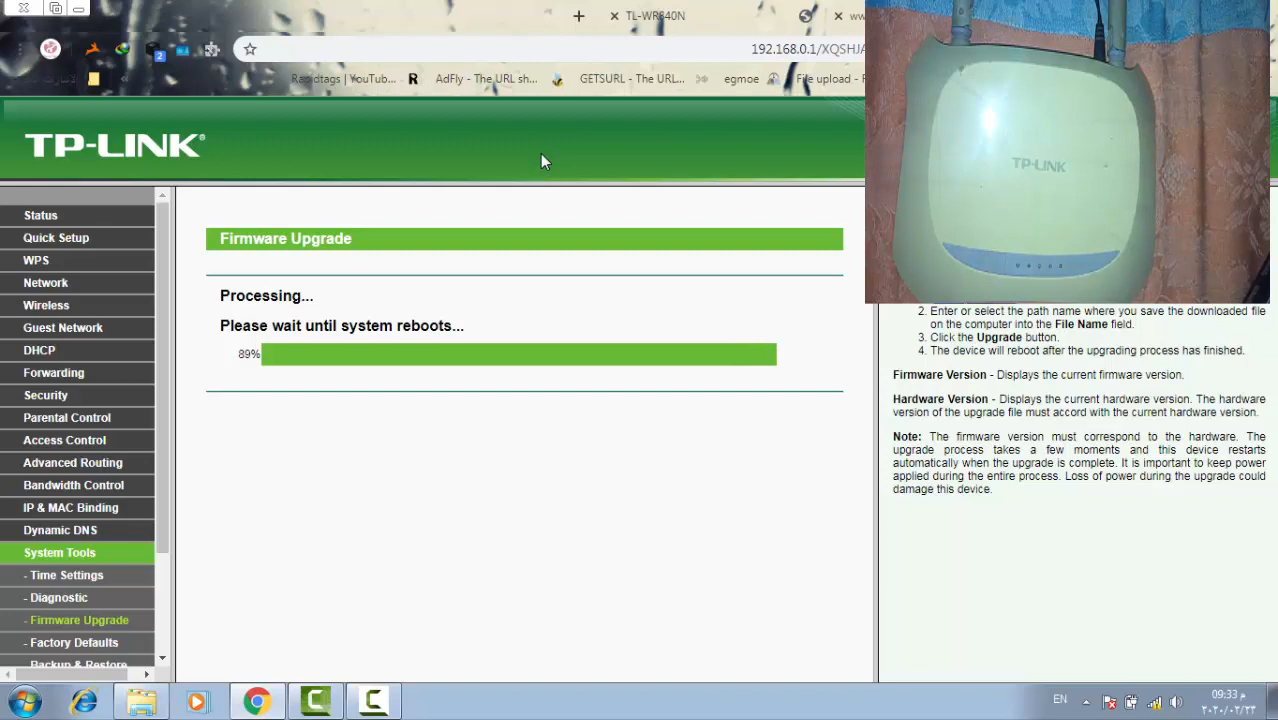 TL-WR840N
ww
2
192.168.0.1/XQSHJA
Rapidtags | YouTub...
AdFly - The URL sh...
GETSURL - The URL...
egmoe
File upload - R
TP-LINK®
TP-LINK
Status
Quick Setup
WPS
Network
Wireless
Guest Network
DHCP
Forwarding
Security
Parental Control
Access Control
Advanced Routing
Bandwidth Control
IP & MAC Binding
Dynamic DNS
System Tools
- Time Settings
- Diagnostic
- Firmware Upgrade
- Factory Defaults
- Backup & Restore
Firmware Upgrade
Processing...
Please wait until system reboots...
89%
2. Enter or select the path name where you save the downloaded file
on the computer into the File Name field.
3. Click the Upgrade button.
4. The device will reboot after the upgrading process has finished.
Firmware Version - Displays the current firmware version.
Hardware Version - Displays the current hardware version. The hardware
version of the upgrade file must accord with the current hardware version.
Note: The firmware version must correspond to the hardware. The
upgrade process takes a few moments and this device restarts
automatically when the upgrade is complete. It is important to keep power
applied during the entire process. Loss of power during the upgrade could
damage this device.
EN
09:33 م
٢٠٢٠/٠٢/٢٣